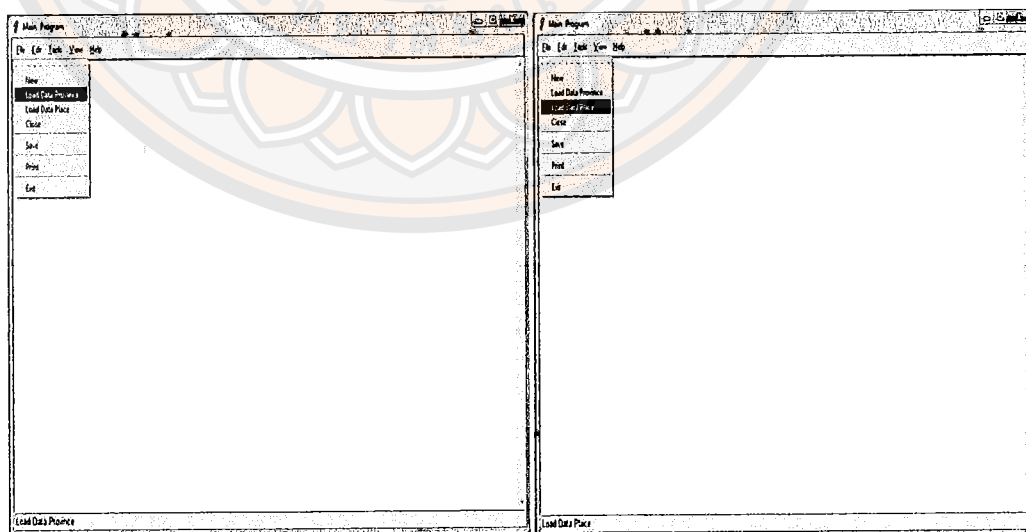 Main Program
File Edit Tools View Help
New
Load Data Province
Load Data Place
Close
Save
Print
Exit
Load Data Province
Main Program
File Edit Tools View Help
New
Load Data Province
Load Data Place
Close
Save
Print
Exit
Load Data Place